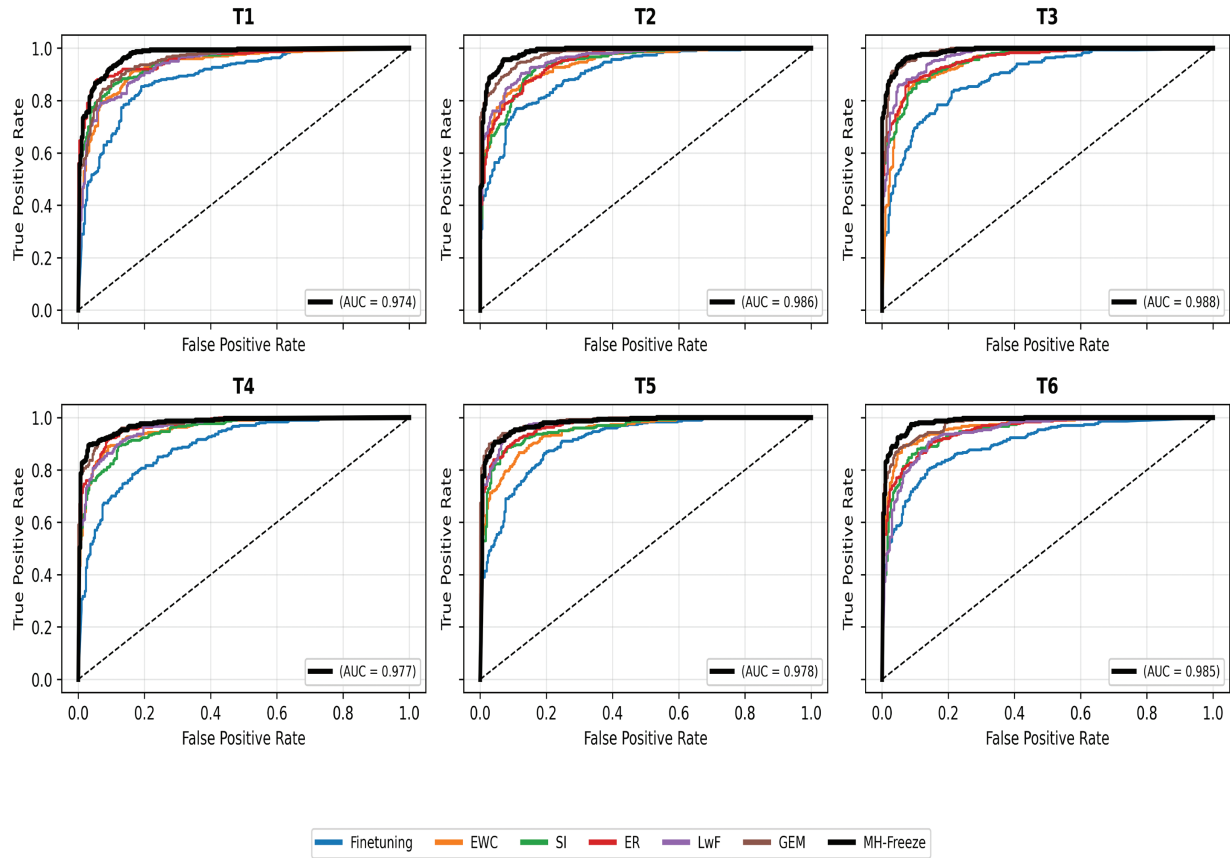 T1 T2 T3
True Positive Rate True Positive Rate True Positive Rate
1.0
0.8
0.6
0.4
0.2
0.0
(AUC = 0.974) (AUC = 0.986) (AUC = 0.988)
False Positive Rate False Positive Rate False Positive Rate
T4 T5 T6
True Positive Rate True Positive Rate True Positive Rate
1.0
0.8
0.6
0.4
0.2
0.0
(AUC = 0.977) (AUC = 0.978) (AUC = 0.985)
0.0 0.2 0.4 0.6 0.8 1.0 0.0 0.2 0.4 0.6 0.8 1.0 0.0 0.2 0.4 0.6 0.8 1.0
False Positive Rate False Positive Rate False Positive Rate
Finetuning EWC SI ER LwF GEM MH-Freeze